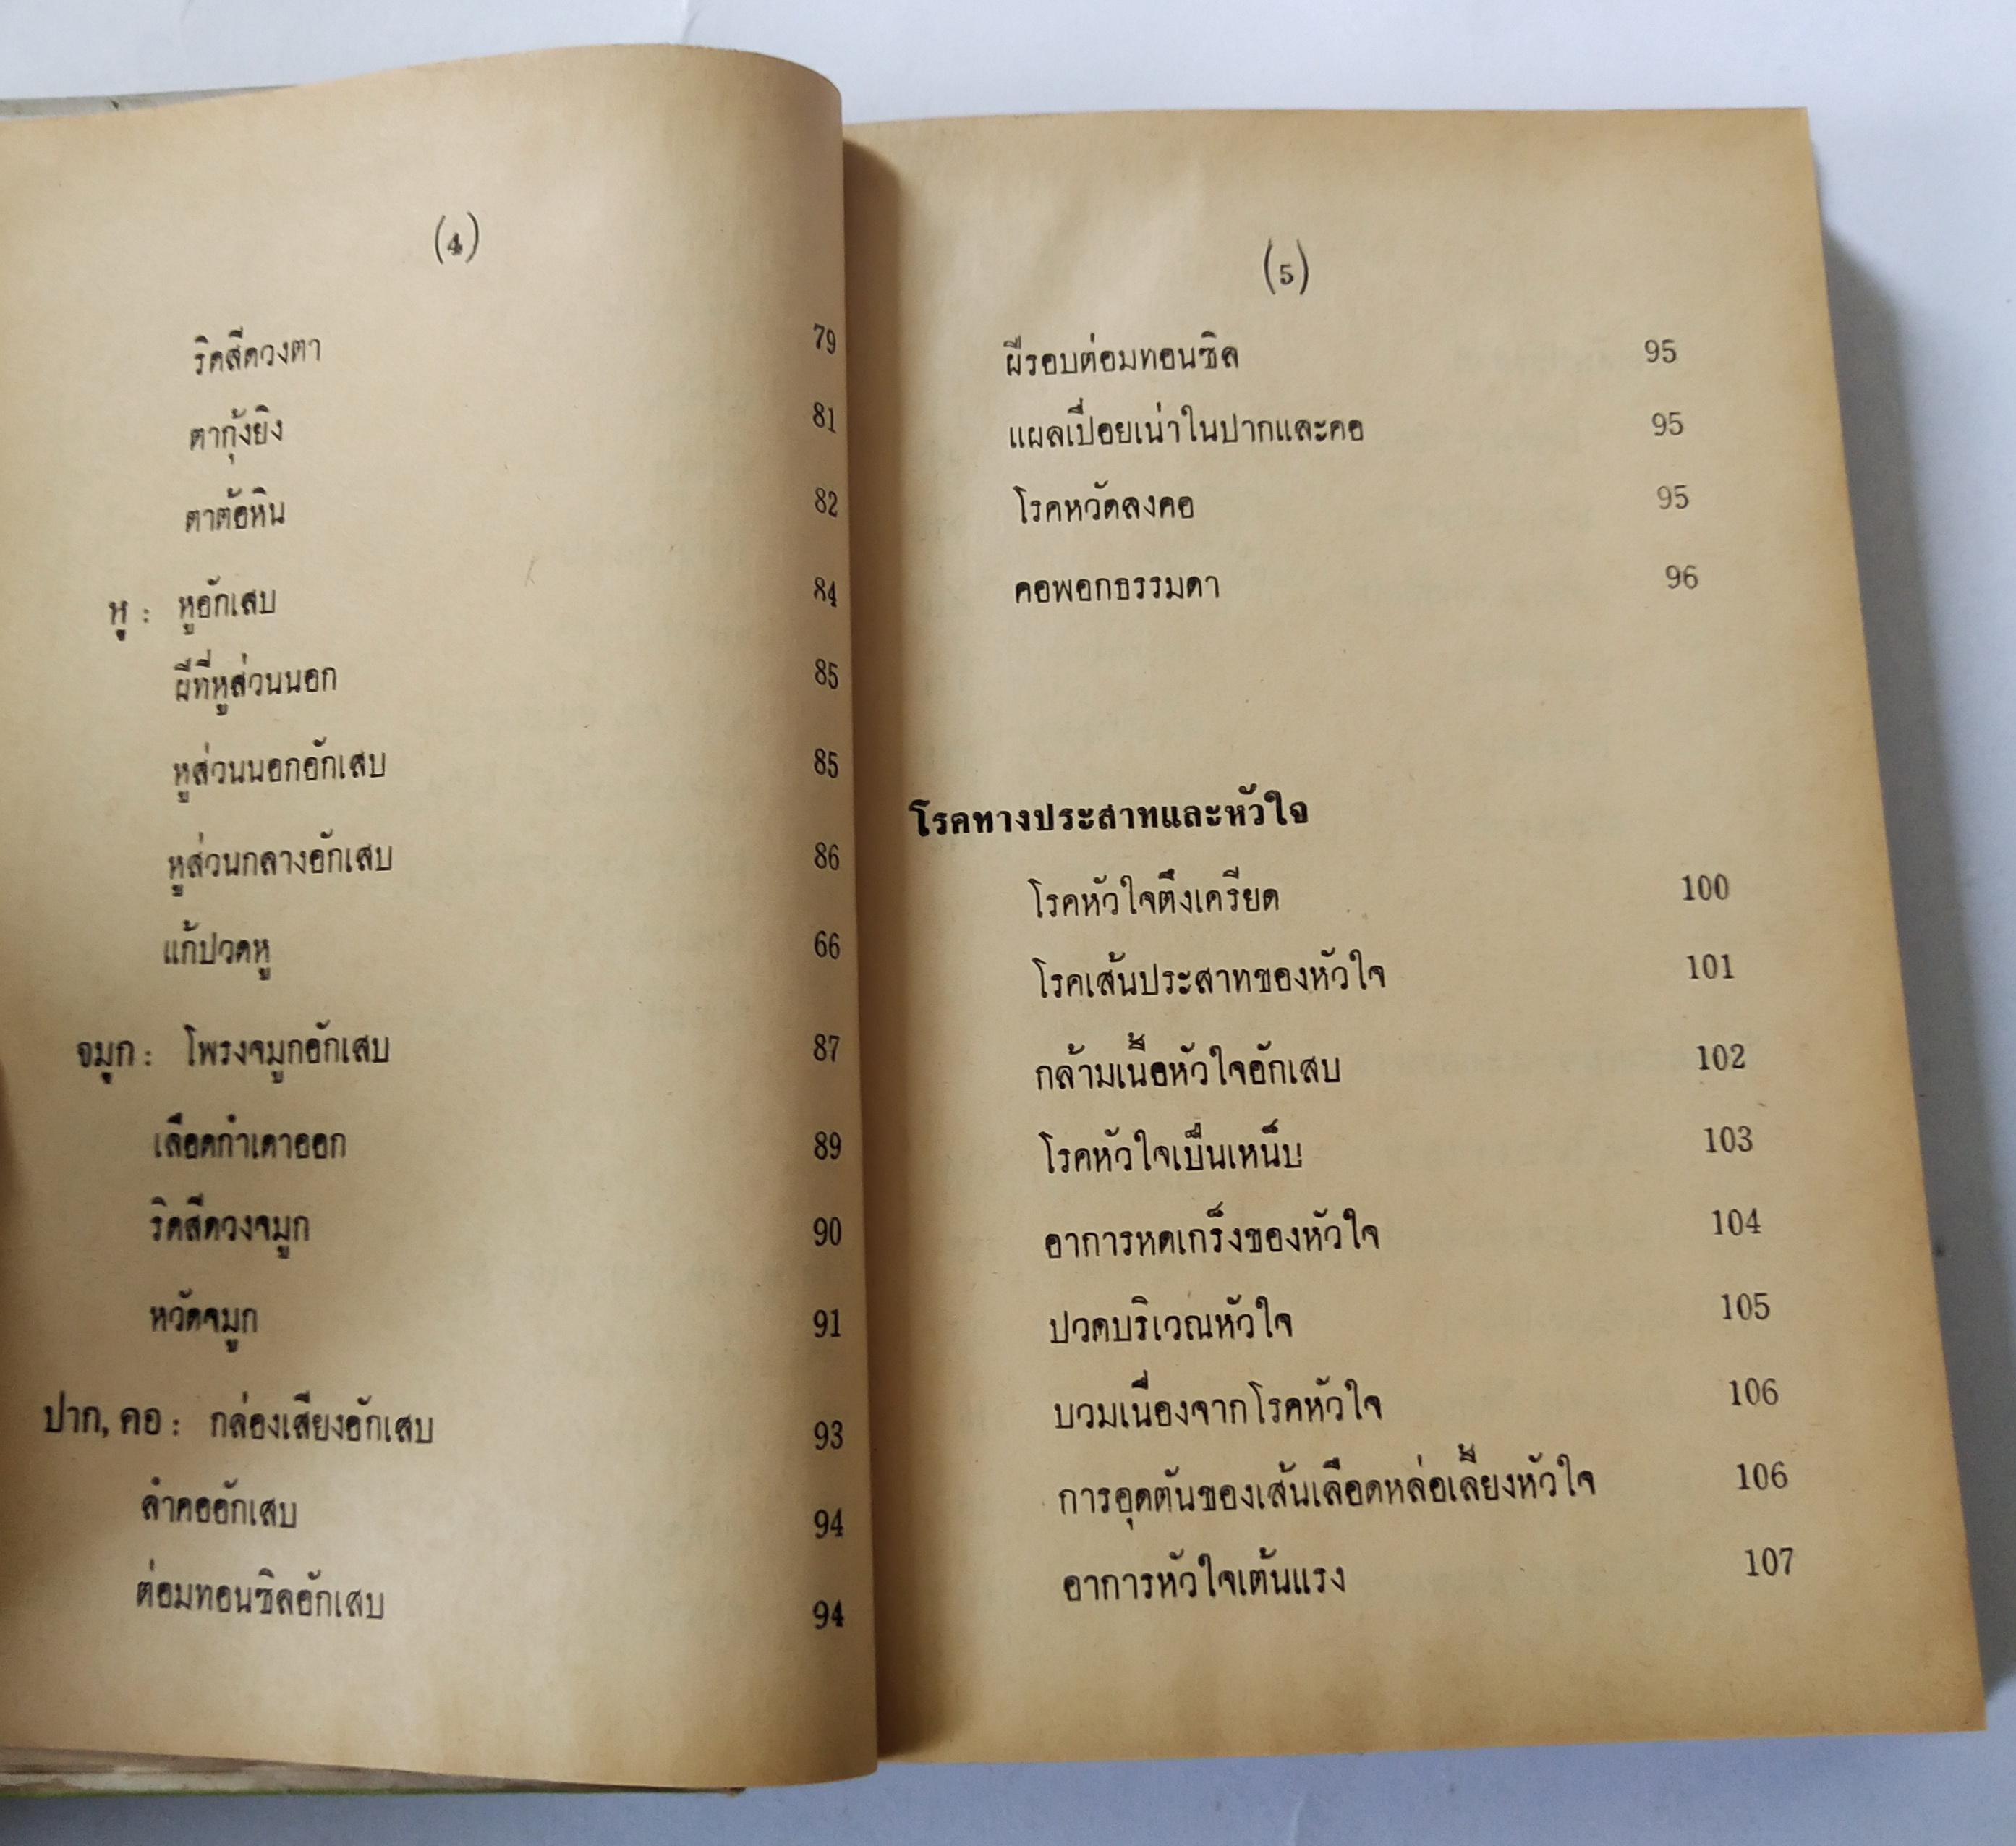 (4)
ริดสีดวงตา 79
ตากุ้งยิง 81
ตาต้อหิน 82
หู : หูอักเสบ 84
ฝีที่หูส่วนนอก 85
หูส่วนนอกอักเสบ 85
หูส่วนกลางอักเสบ 86
แก้ปวดหู 66
จมูก : โพรงจมูกอักเสบ 87
เลือดกำเดาออก 89
ริดสีดวงจมูก 90
หวัดจมูก 91
ปาก, คอ : กล่องเสียงอักเสบ 93
ลำคออักเสบ 94
ต่อมทอนซิลอักเสบ 94
(5)
ฝีรอบต่อมทอนซิล 95
แผลเปื่อยเน่าในปากและคอ 95
โรคหวัดลงคอ 95
คอพอกธรรมดา 96
โรคทางประสาทและหัวใจ
โรคหัวใจตึงเครียด 100
โรคเส้นประสาทของหัวใจ 101
กล้ามเนื้อหัวใจอักเสบ 102
โรคหัวใจเป็นเหน็บ 103
อาการหดเกร็งของหัวใจ 104
ปวดบริเวณหัวใจ 105
บวมเนื่องจากโรคหัวใจ 106
การอุดตันของเส้นเลือดหล่อเลี้ยงหัวใจ 106
อาการหัวใจเต้นแรง 107